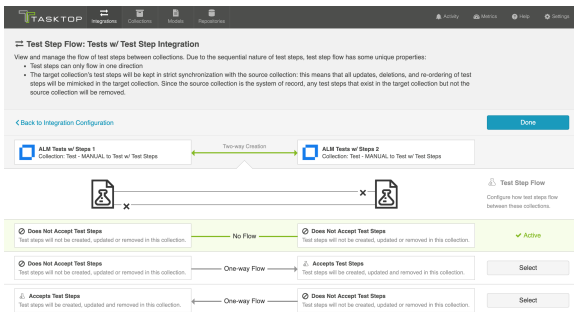 TASKTOP
Integrations
Collections
Models
Repositories
Activity
Metrics
Help
Settings
Test Step Flow: Tests w/ Test Step Integration
View and manage the flow of test steps between collections. Due to the sequential nature of test steps, test step flow has some unique properties:
• Test steps can only flow in one direction
• The target collection's test steps will be kept in strict synchronization with the source collection: this means that all updates, deletions, and re-ordering of test
steps will be mimicked in the target collection. Since the source collection is the system of record, any test steps that exist in the target collection but not the
source collection will be removed.
Back to Integration Configuration
Done
ALM Tests w/ Steps 1
Collection: Test - MANUAL to Test w/ Test Steps
Two-way Creation
ALM Tests w/ Steps 2
Collection: Test - MANUAL to Test w/ Test Steps
Test Step Flow
Configure how test steps flow
between these collections.
Does Not Accept Test Steps
Test steps will not be created, updated or removed in this collection.
No Flow
Does Not Accept Test Steps
Test steps will not be created, updated or removed in this collection.
Active
Does Not Accept Test Steps
Test steps will not be created, updated or removed in this collection.
One-way Flow
Accepts Test Steps
Test steps will be created, updated and removed in this collection.
Select
Accepts Test Steps
Test steps will be created, updated and removed in this collection.
One-way Flow
Does Not Accept Test Steps
Test steps will not be created, updated or removed in this collection.
Select